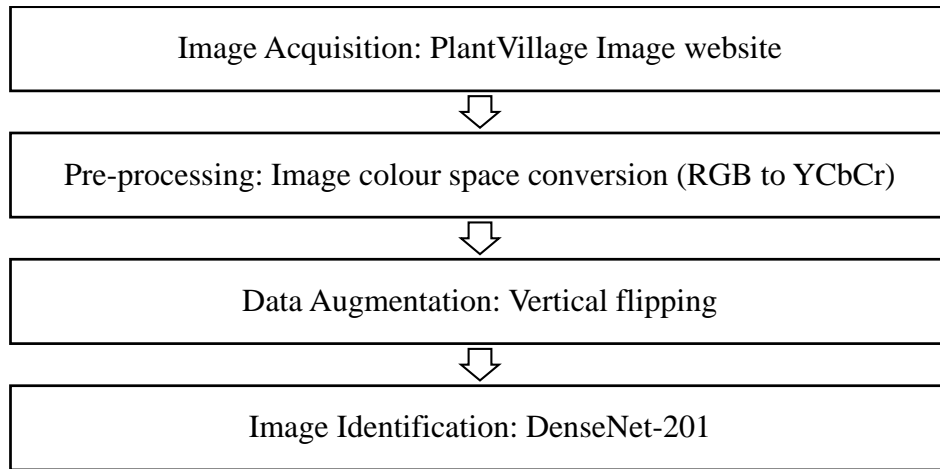 Image Acquisition: PlantVillage Image website
Pre-processing: Image colour space conversion (RGB to YCbCr)
Data Augmentation: Vertical flipping
Image Identification: DenseNet-201